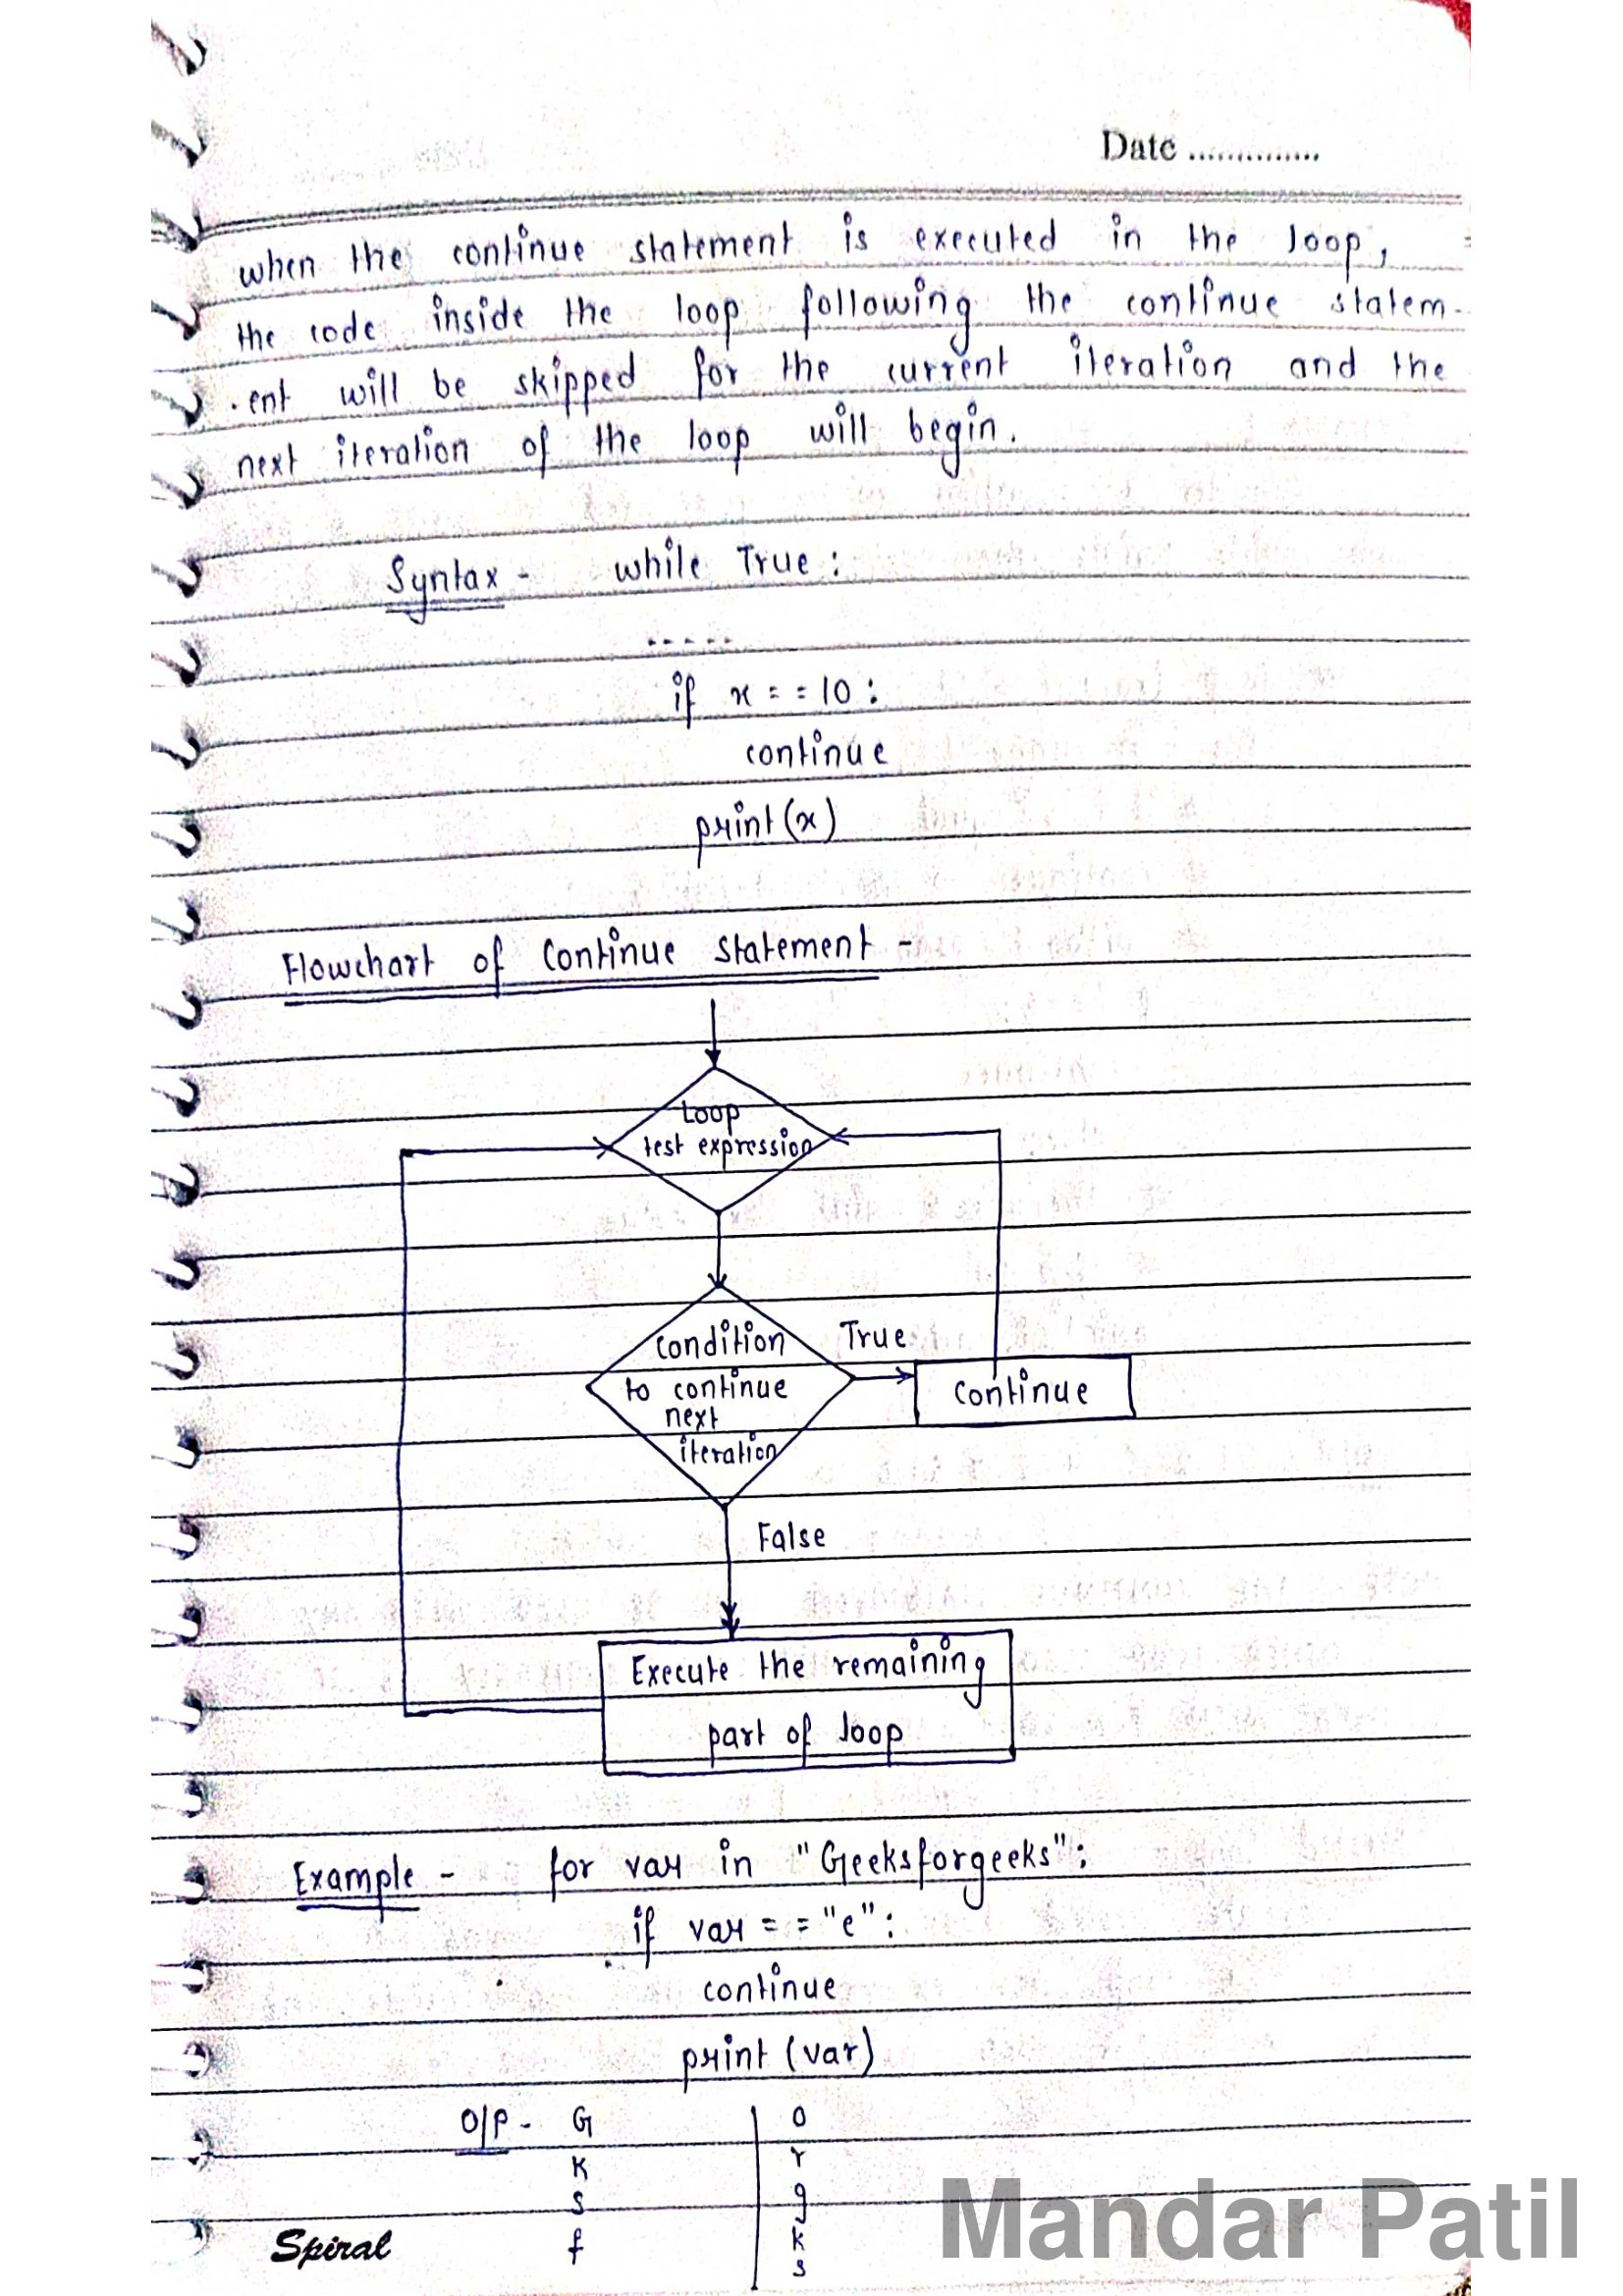 Date ..............
when the continue statement is executed in the loop,
the code inside the loop following the continue statem-
-ent will be skipped for the current iteration and the
next iteration of the loop will begin.
Syntax - while True :
.....
if x == 10 :
continue
print(x)
Flowchart of Continue Statement -
Loop
test expression
Condition
to continue
next
iteration
True
Continue
False
Execute the remaining
part of loop
Example - for var in "Geeksforgeeks":
if var == "e":
continue
print (var)
O/P - G
K
s
f
o
r
g
k
s
Spiral
Mandar Patil